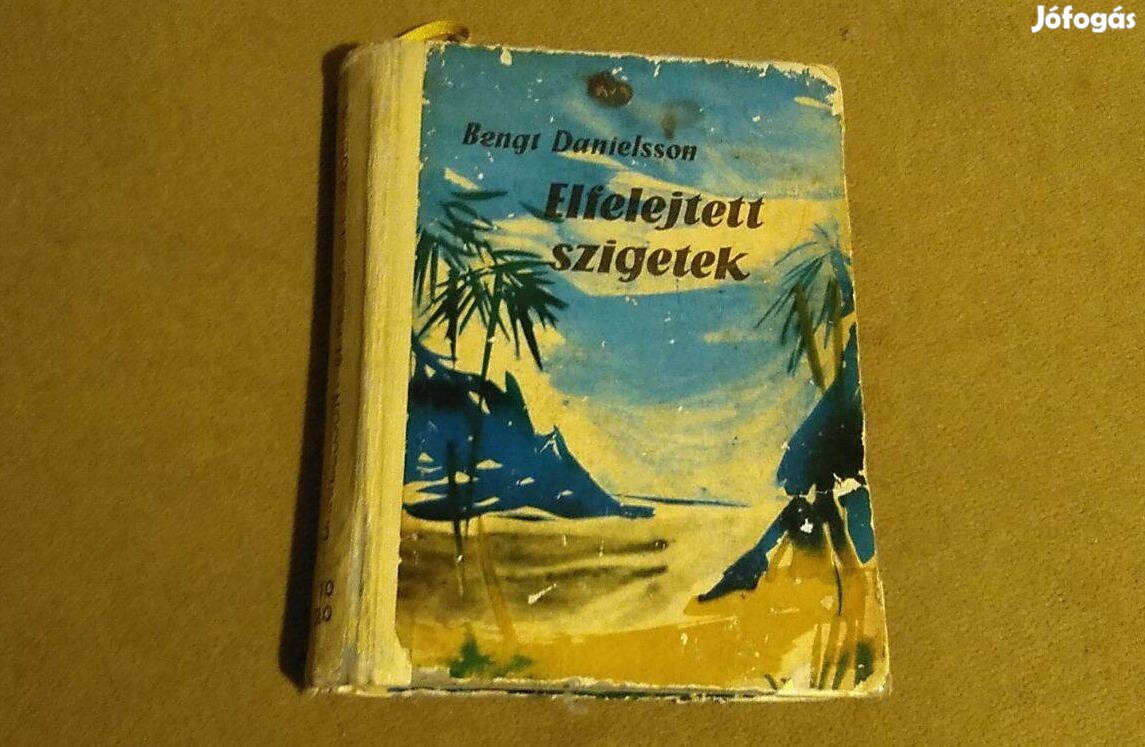 Jófogás
Bengt Danielsson
Elfelejtett
szigetek